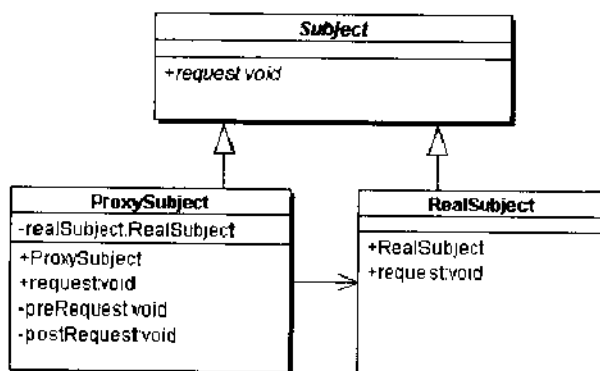 Subject
+request:void
ProxySubject
-realSubject:RealSubject
+ProxySubject
+request:void
-preRequest:void
-postRequest:void
RealSubject
+RealSubject
+request:void